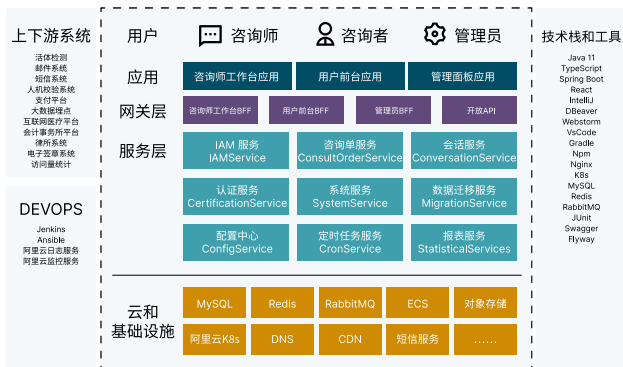 上下游系统
活体检测
邮件系统
短信系统
人机校验系统
支付平台
大数据埋点
互联网医疗平台
会计事务所平台
律所系统
电子签章系统
访问量统计
DEVOPS
Jenkins
Ansible
阿里云日志服务
阿里云监控服务
用户
咨询师
咨询者
管理员
应用
咨询师工作台应用
用户前台应用
管理面板应用
网关层
咨询师工作台BFF
用户前台BFF
管理员BFF
开放API
服务层
IAM 服务
IAMService
咨询单服务
ConsultOrderService
会话服务
ConversationService
认证服务
CertificationService
系统服务
SystemService
数据迁移服务
MigrationService
配置中心
ConfigService
定时任务服务
CronService
报表服务
StatisticalServices
云和
基础设施
MySQL
Redis
RabbitMQ
ECS
对象存储
阿里云K8s
DNS
CDN
短信服务
……
技术栈和工具
Java 11
TypeScript
Spring Boot
React
IntelliJ
DBeaver
Webstorm
VsCode
Gradle
Npm
Nginx
K8s
MySQL
Redis
RabbitMQ
JUnit
Swagger
Flyway